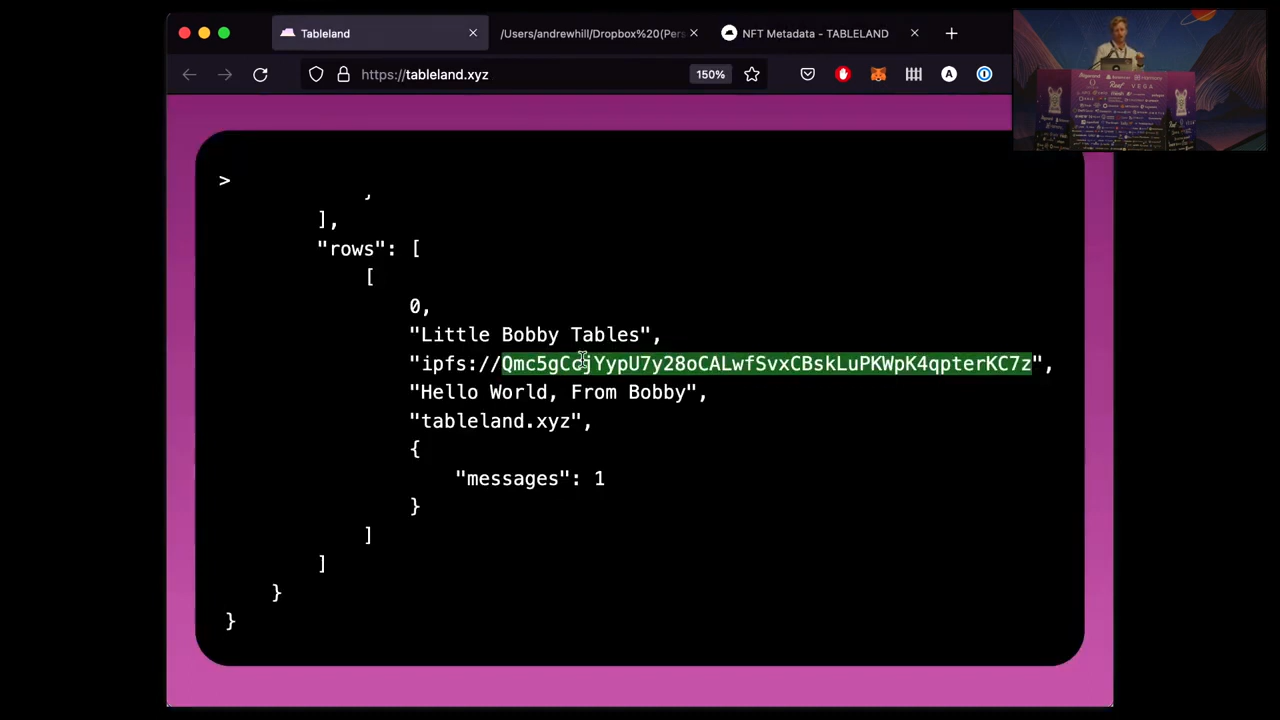 Tableland
/Users/andrewhill/Dropbox%20(Pers
NFT Metadata - TABLELAND
https://tableland.xyz
150%
>
}
],
"rows": [
[
0,
"Little Bobby Tables",
"ipfs://Qmc5gCcjYypU7y28oCALwfSvxCBskLuPKWpK4qpterKC7z",
"Hello World, From Bobby",
"tableland.xyz",
{
"messages": 1
}
]
]
}
}
VEGA